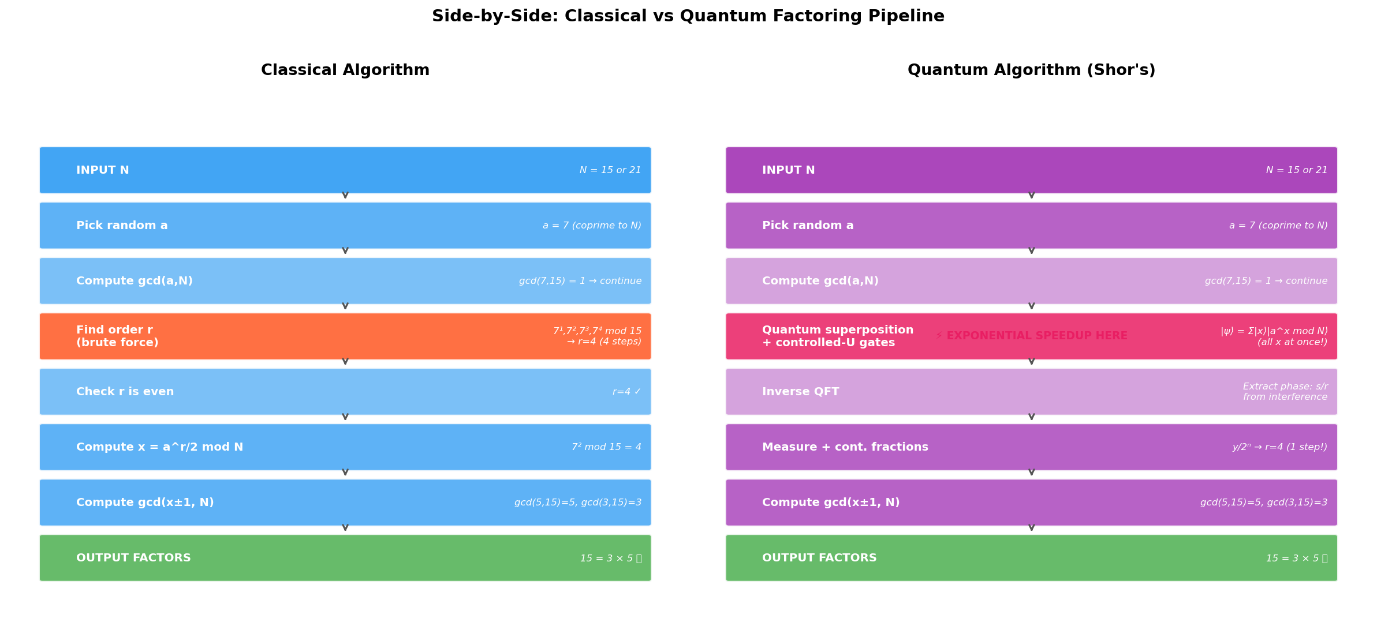 Side-by-Side: Classical vs Quantum Factoring Pipeline
Classical Algorithm
INPUT N
N = 15 or 21
Pick random a
a = 7 (coprime to N)
Compute gcd(a,N)
gcd(7,15) = 1 → continue
Find order r
(brute force)
7¹,7²,7³,7⁴ mod 15
→ r=4 (4 steps)
Check r is even
r=4 ✓
Compute x = a^r/2 mod N
7² mod 15 = 4
Compute gcd(x±1, N)
gcd(5,15)=5, gcd(3,15)=3
OUTPUT FACTORS
15 = 3 × 5
Quantum Algorithm (Shor's)
INPUT N
N = 15 or 21
Pick random a
a = 7 (coprime to N)
Compute gcd(a,N)
gcd(7,15) = 1 → continue
Quantum superposition
+ controlled-U gates
⚡ EXPONENTIAL SPEEDUP HERE
|ψ⟩ = Σ|x⟩|a^x mod N⟩
(all x at once!)
Inverse QFT
Extract phase: s/r
from interference
Measure + cont. fractions
y/2ⁿ → r=4 (1 step!)
Compute gcd(x±1, N)
gcd(5,15)=5, gcd(3,15)=3
OUTPUT FACTORS
15 = 3 × 5